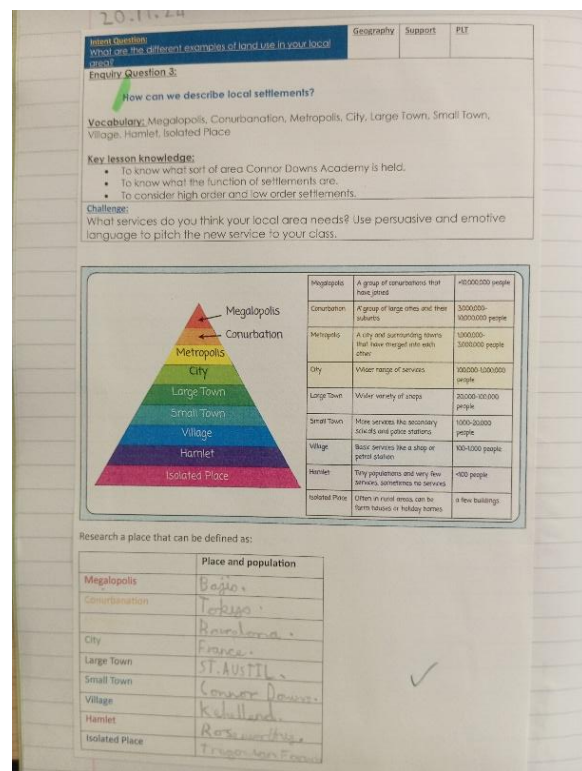 20.11.24
Intent Question:
What are the different examples of land use in your local
area?
Geography
Support
PLT
Enquiry Question 3:
How can we describe local settlements?
Vocabulary: Megalopolis, Conurbanation, Metropolis, City, Large Town, Small Town,
Village, Hamlet, Isolated Place
Key lesson knowledge:
• To know what sort of area Connor Downs Academy is held.
• To know what the function of settlements are.
• To consider high order and low order settlements.
Challenge:
What services do you think your local area needs? Use persuasive and emotive
language to pitch the new service to your class.
Megalopolis
Conurbation
Metropolis
City
Large Town
Small Town
Village
Hamlet
Isolated Place
Megalopolis
A group of conurbations that
have joined
>10,000,000 people
Conurbation
A group of large cities and their
suburbs
3,000,000-
10,000,000 people
Metropolis
A city and surrounding towns
that have merged into each
other
1,000,000-
3,000,000 people
City
Wider range of services
100,000-1,000,000
people
Large Town
Wider variety of shops
20,000-100,000
people
Small Town
More services like secondary
schools and police stations
1,000-20,000
people
Village
Basic services like a shop or
petrol station
100-1,000 people
Hamlet
Tiny populations and very few
services, sometimes no services
<100 people
Isolated Place
Often in rural areas, can be
farm houses or holiday homes
a few buildings
Research a place that can be defined as:
Place and population
Megalopolis
Bajio.
Conurbanation
Tokyo.
Barcelona.
City
France.
Large Town
ST.AUSTIL.
Small Town
Connor Downs.
Village
Hamlet
Roseworthy.
Isolated Place